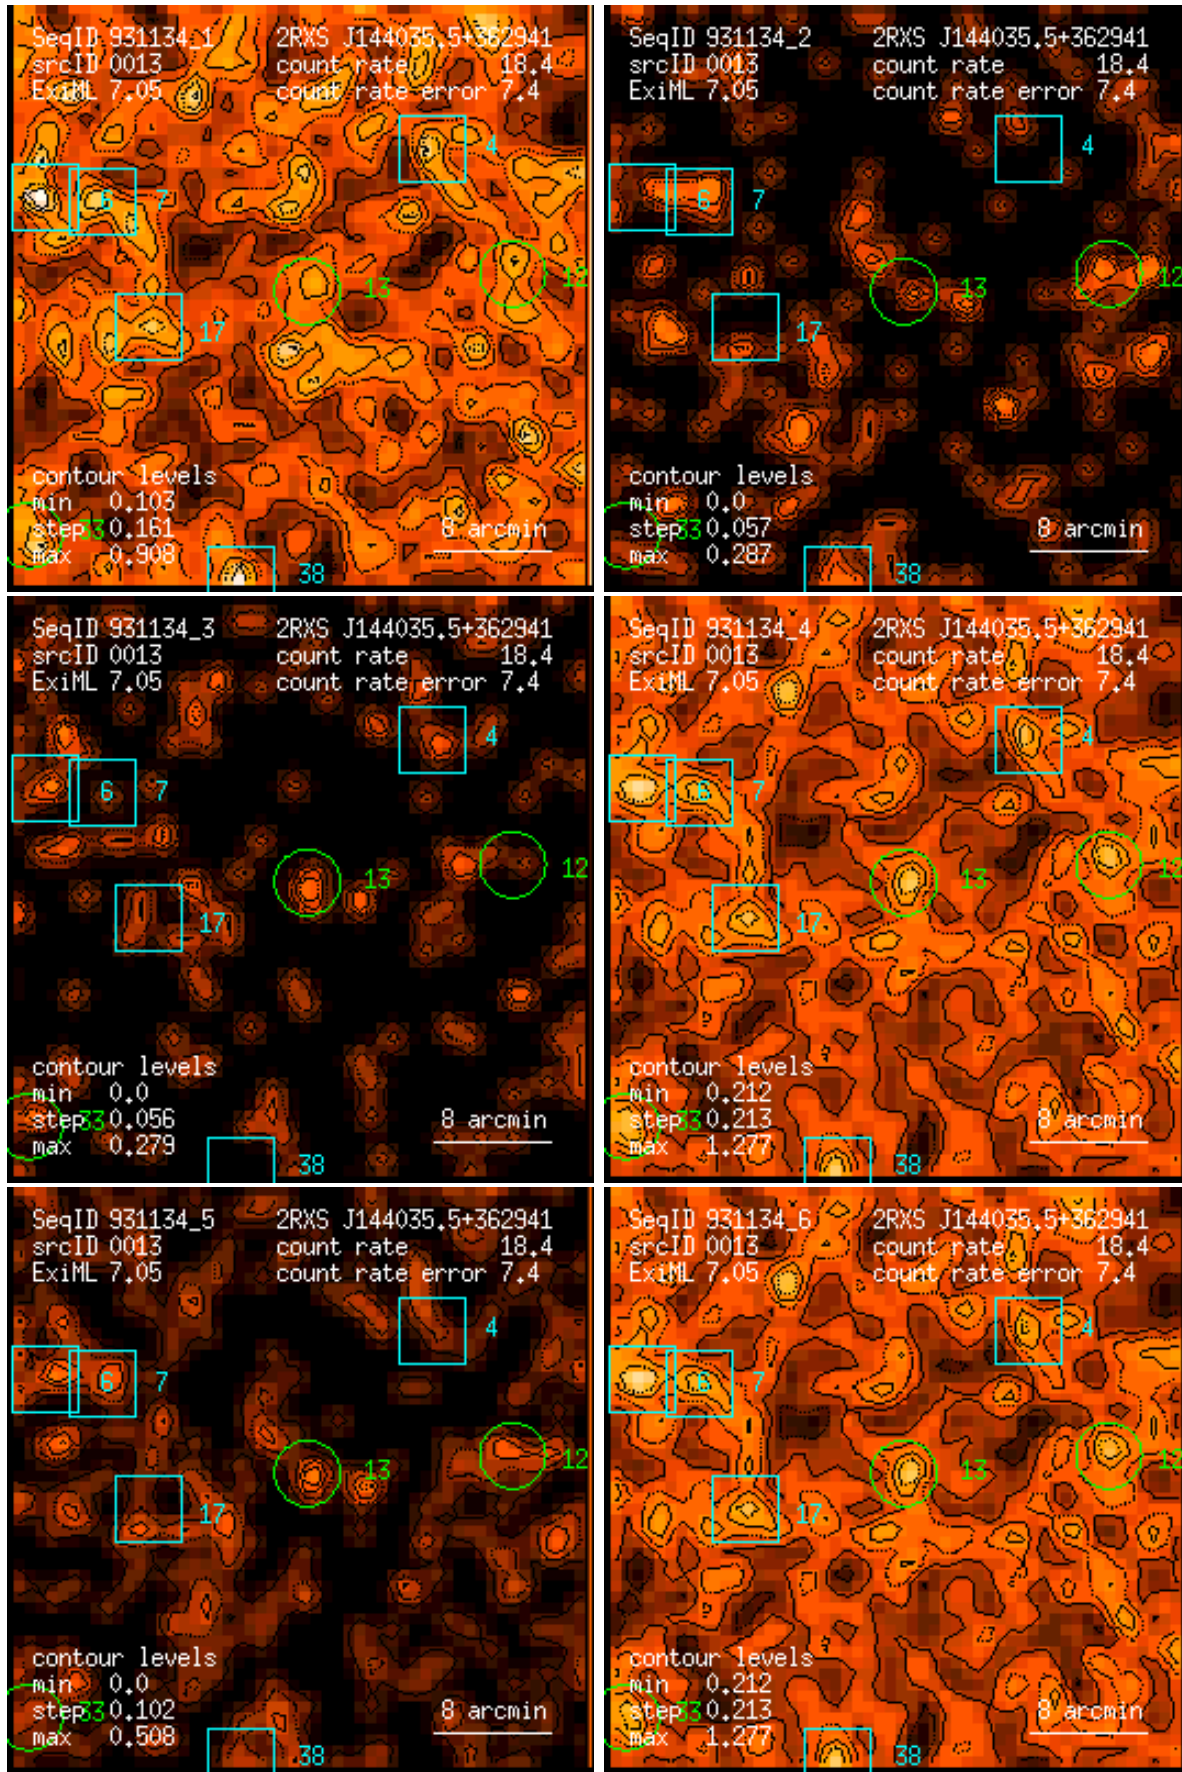 SeqID 931134_1 2RXS J144035.5+362941
srcID 0013 count rate 18.4
ExiML 7.05 count rate error 7.4
4
6 7
13 12
17
contour levels
min 0.103
step 0.161 33
max 0.908
8 arcmin
38
SeqID 931134_2 2RXS J144035.5+362941
srcID 0013 count rate 18.4
ExiML 7.05 count rate error 7.4
4
6 7
13 12
17
contour levels
min 0.0
step 0.057 33
max 0.287
8 arcmin
38
SeqID 931134_3 2RXS J144035.5+362941
srcID 0013 count rate 18.4
ExiML 7.05 count rate error 7.4
4
6 7
13 12
17
contour levels
min 0.0
step 0.056 33
max 0.279
8 arcmin
38
SeqID 931134_4 2RXS J144035.5+362941
srcID 0013 count rate 18.4
ExiML 7.05 count rate error 7.4
4
6 7
13 12
17
contour levels
min 0.212
step 0.213 33
max 1.277
8 arcmin
38
SeqID 931134_5 2RXS J144035.5+362941
srcID 0013 count rate 18.4
ExiML 7.05 count rate error 7.4
4
6 7
13 12
17
contour levels
min 0.0
step 0.102 33
max 0.508
8 arcmin
38
SeqID 931134_6 2RXS J144035.5+362941
srcID 0013 count rate 18.4
ExiML 7.05 count rate error 7.4
4
6 7
13 12
17
contour levels
min 0.212
step 0.213 33
max 1.277
8 arcmin
38